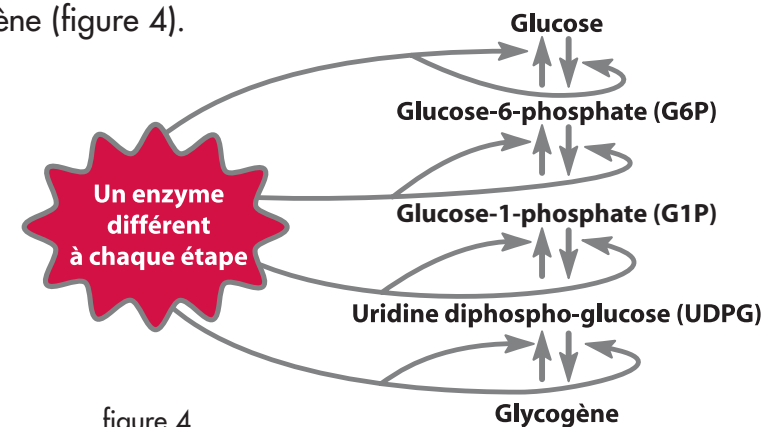 ène (figure 4).
Glucose
Glucose-6-phosphate (G6P)
Un enzyme
différent
à chaque étape
Glucose-1-phosphate (G1P)
Uridine diphospho-glucose (UDPG)
Glycogène
figure 4